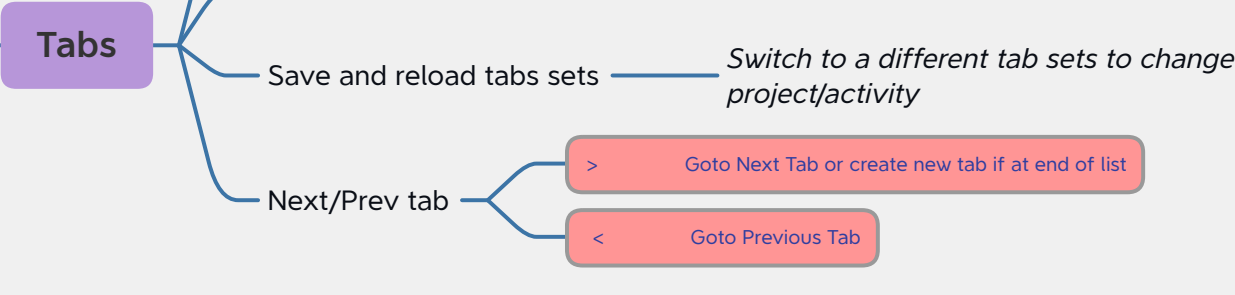 Tabs
Save and reload tabs sets
Switch to a different tab sets to change
project/activity
Next/Prev tab
> Goto Next Tab or create new tab if at end of list
< Goto Previous Tab